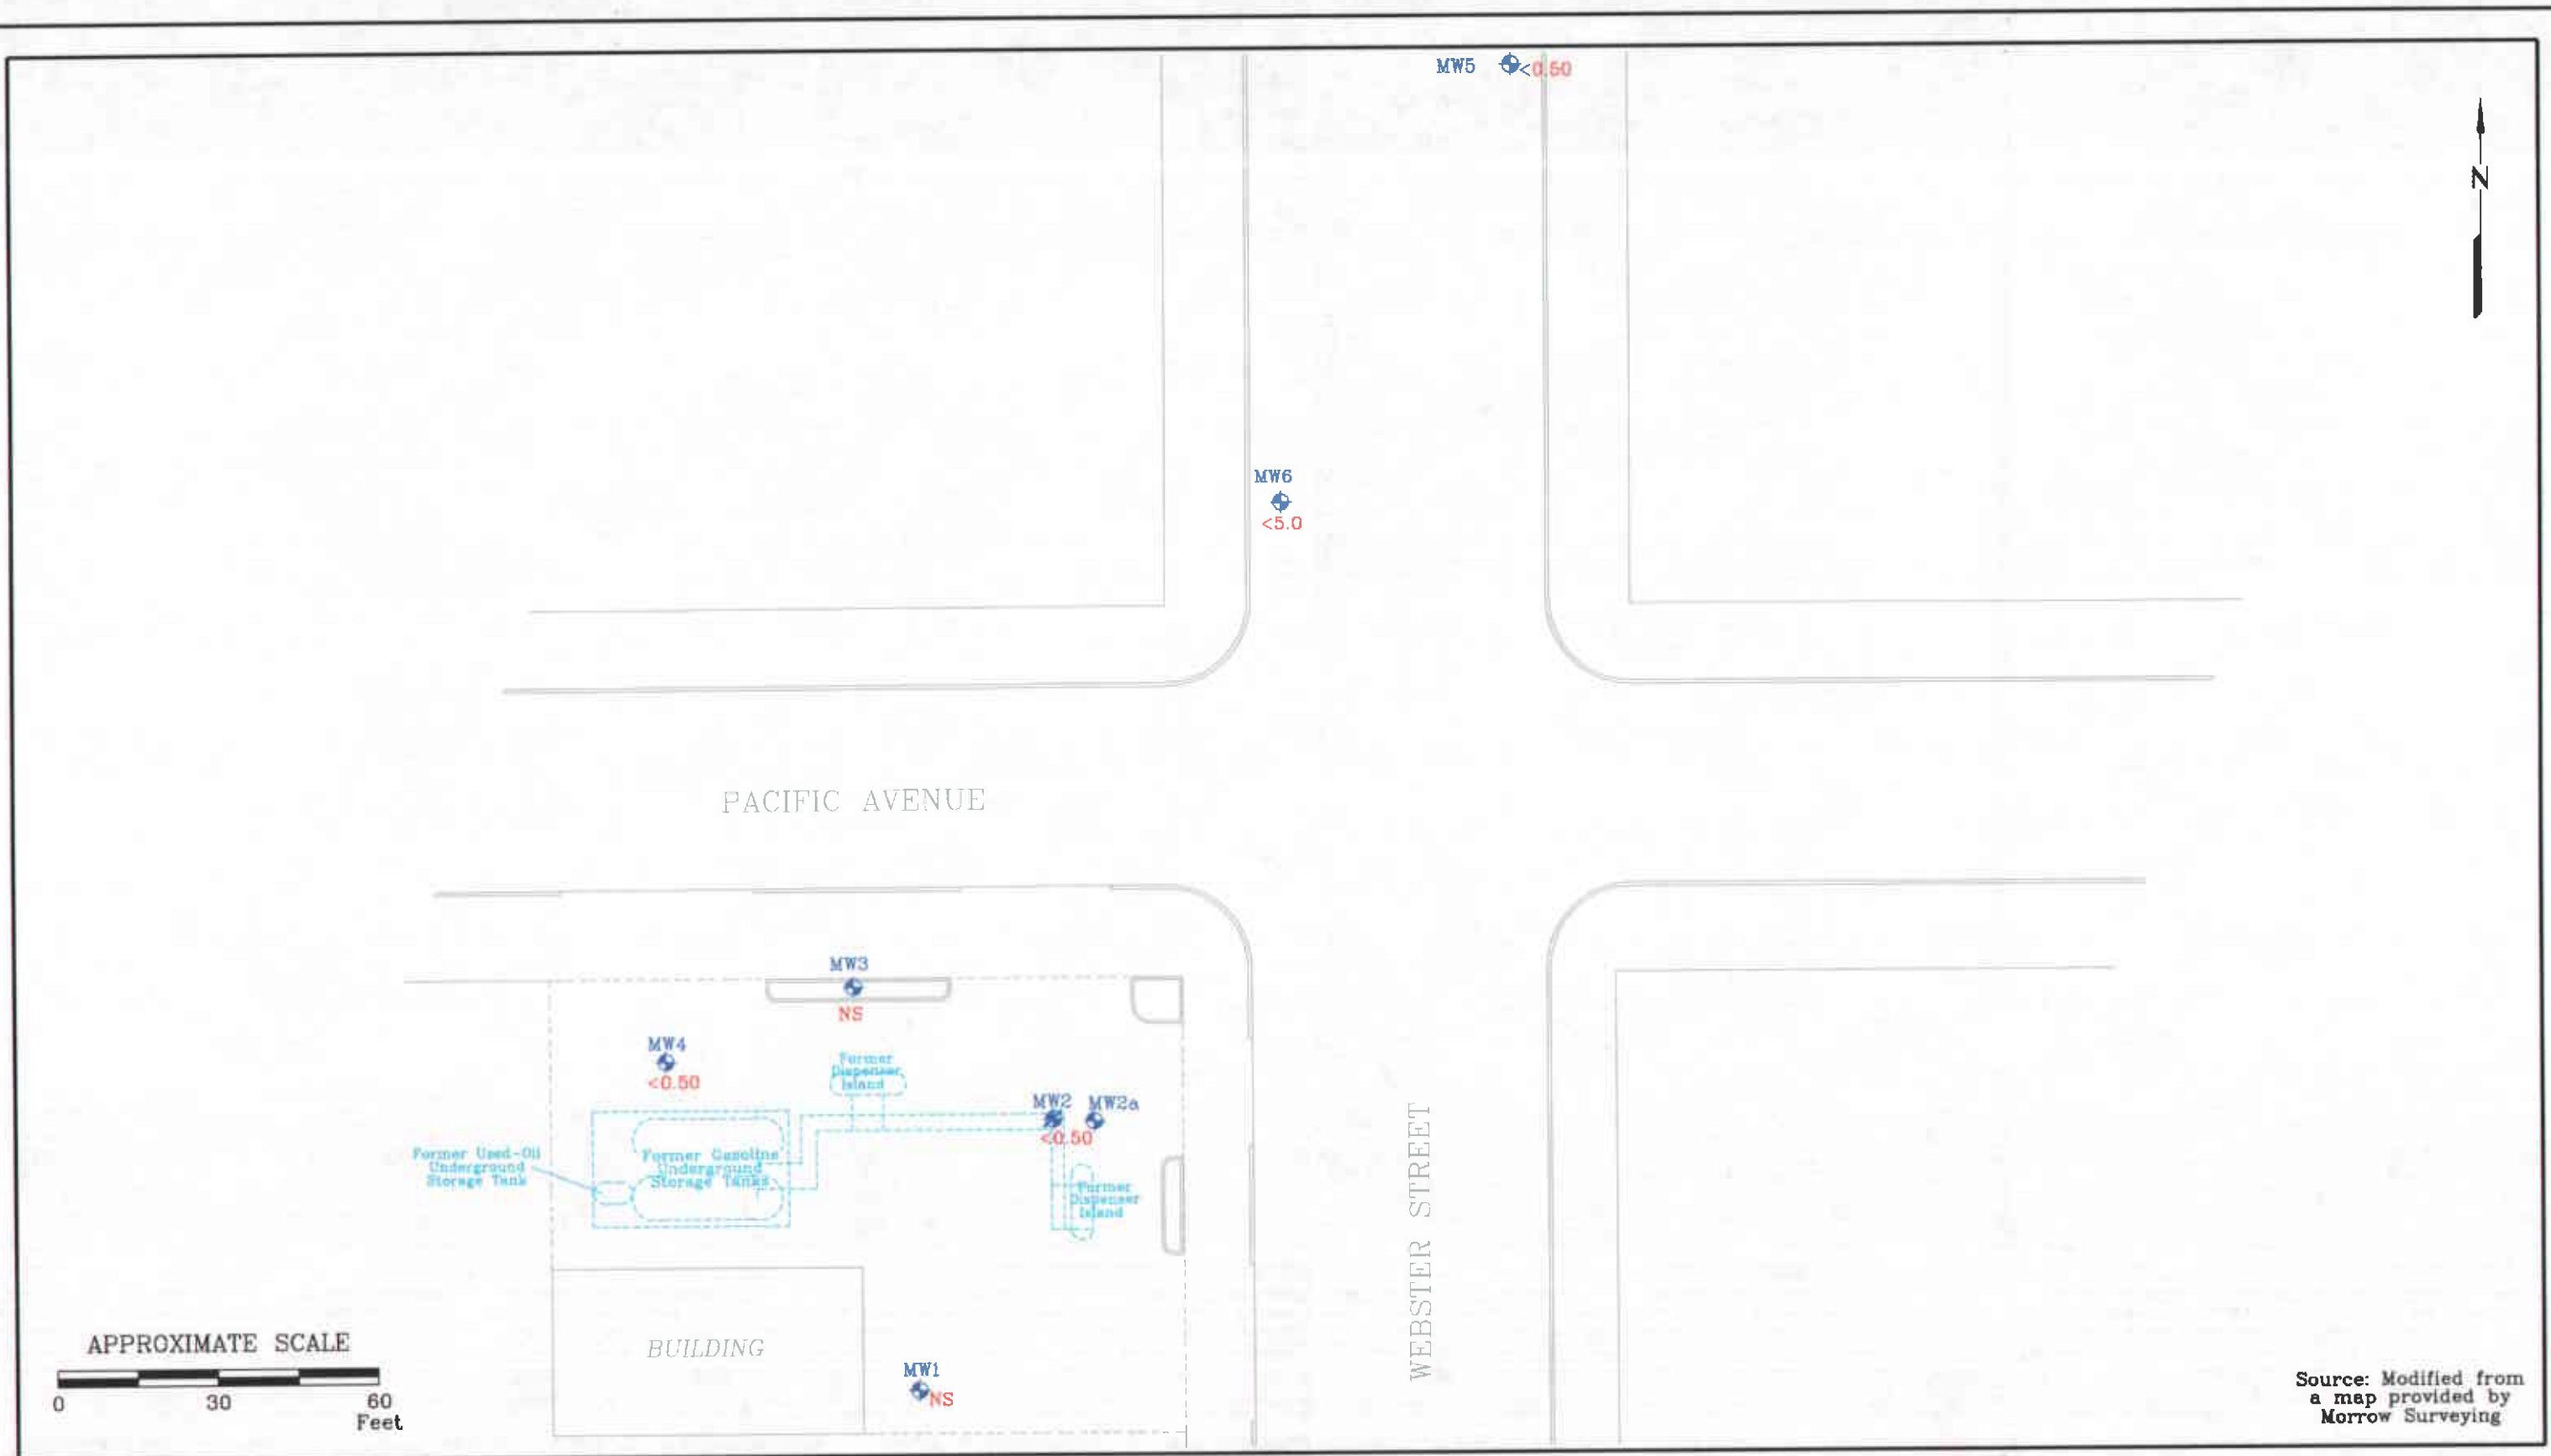 MW5 <0.50
N
MW6
<5.0
PACIFIC AVENUE
MW3
NS
MW4
<0.50
Former
Dispenser
Island
MW2 MW2a
<0.50
Former Used-Oil
Underground
Storage Tank
Former Gasoline
Underground
Storage Tanks
Former
Dispenser
Island
WEBSTER STREET
BUILDING
MW1
NS
APPROXIMATE SCALE
0 30 60
Feet
Source: Modified from
a map provided by
Morrow Surveying